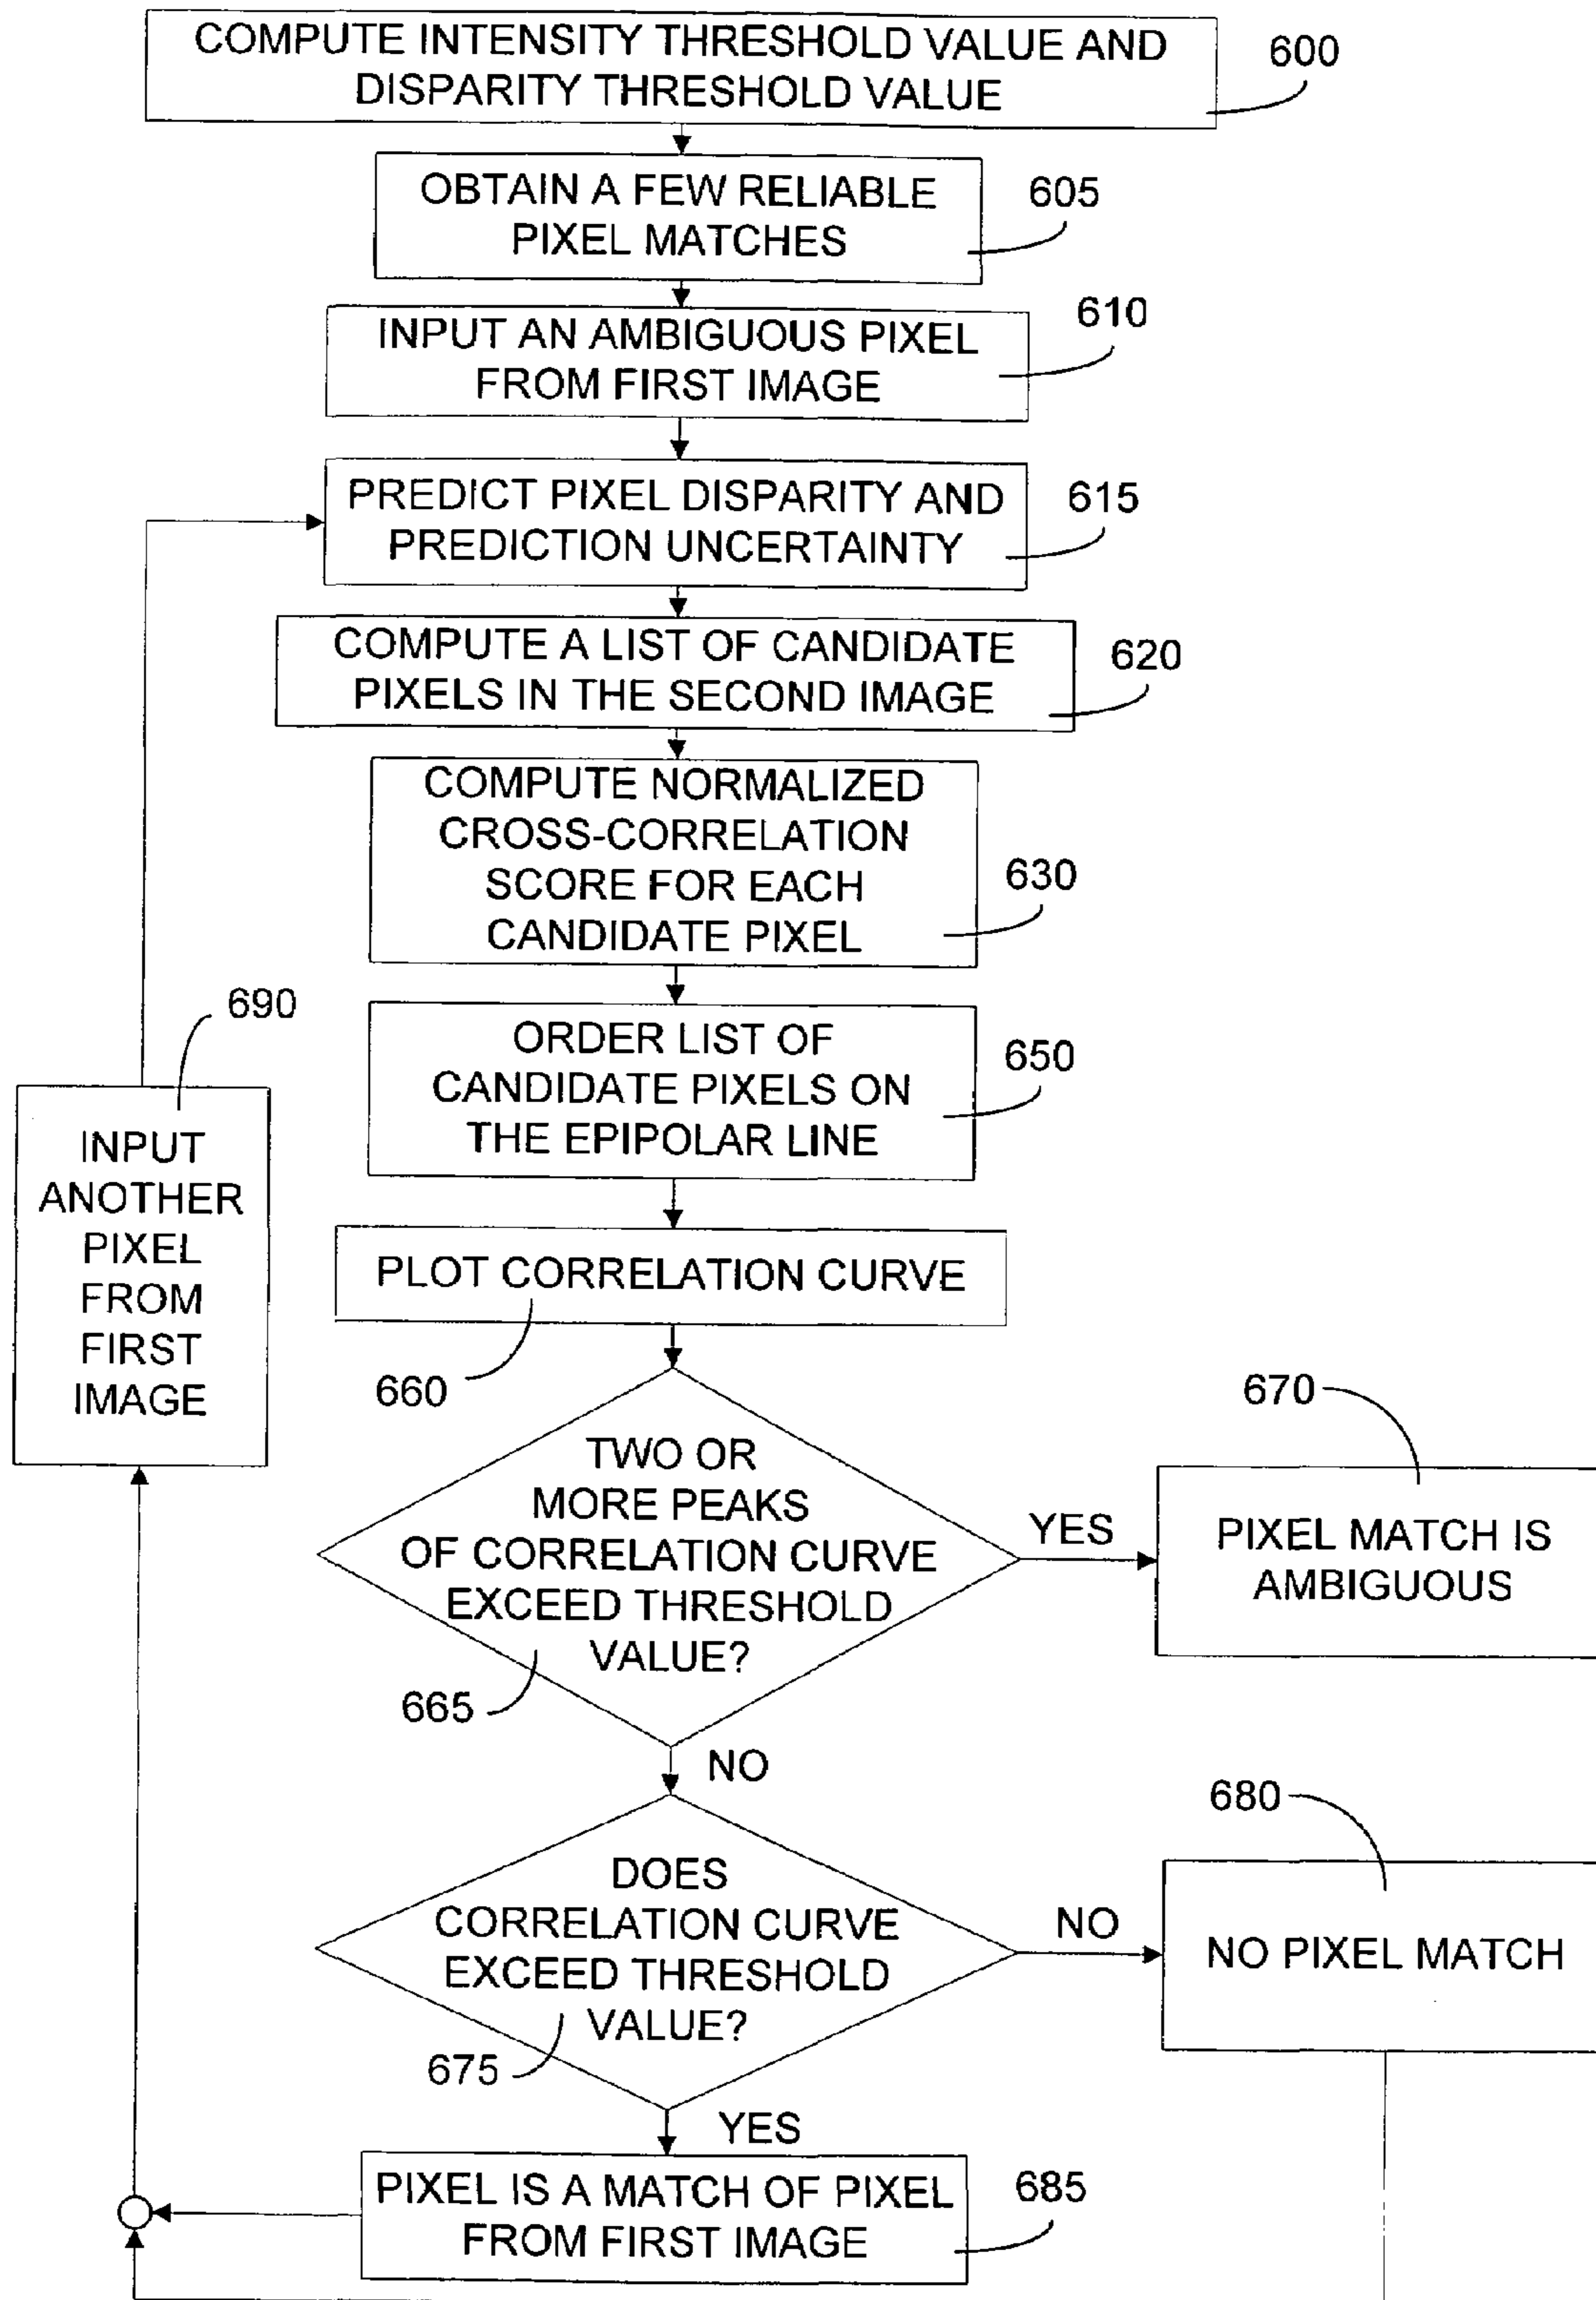 COMPUTE INTENSITY THRESHOLD VALUE AND
DISPARITY THRESHOLD VALUE
600
OBTAIN A FEW RELIABLE
PIXEL MATCHES
605
INPUT AN AMBIGUOUS PIXEL
FROM FIRST IMAGE
610
PREDICT PIXEL DISPARITY AND
PREDICTION UNCERTAINTY
615
COMPUTE A LIST OF CANDIDATE
PIXELS IN THE SECOND IMAGE
620
COMPUTE NORMALIZED
CROSS-CORRELATION
SCORE FOR EACH
CANDIDATE PIXEL
630
ORDER LIST OF
CANDIDATE PIXELS ON
THE EPIPOLAR LINE
650
690
INPUT
ANOTHER
PIXEL
FROM
FIRST
IMAGE
PLOT CORRELATION CURVE
660
TWO OR
MORE PEAKS
OF CORRELATION CURVE
EXCEED THRESHOLD
VALUE?
665
YES
670
PIXEL MATCH IS
AMBIGUOUS
NO
DOES
CORRELATION CURVE
EXCEED THRESHOLD
VALUE?
675
NO
680
NO PIXEL MATCH
YES
PIXEL IS A MATCH OF PIXEL
FROM FIRST IMAGE
685